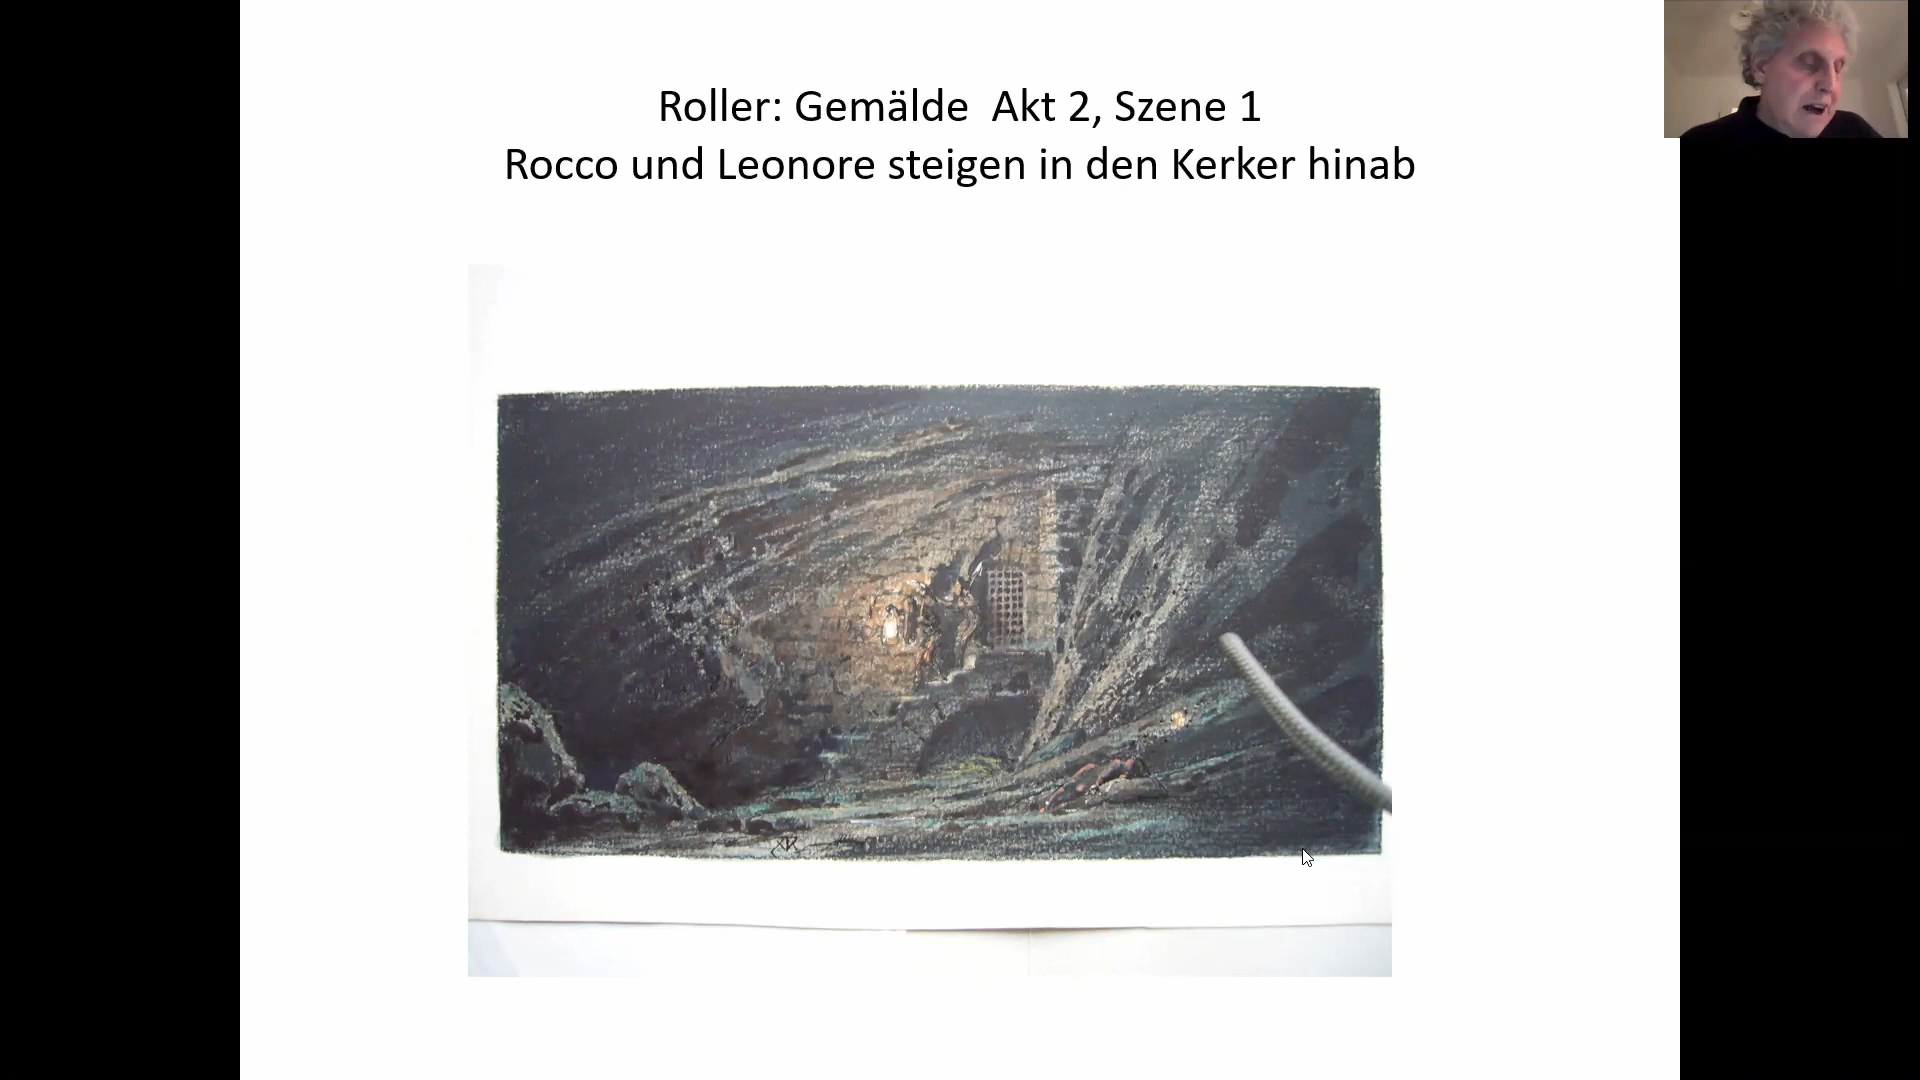 Roller: Gemälde Akt 2, Szene 1
Rocco und Leonore steigen in den Kerker hinab